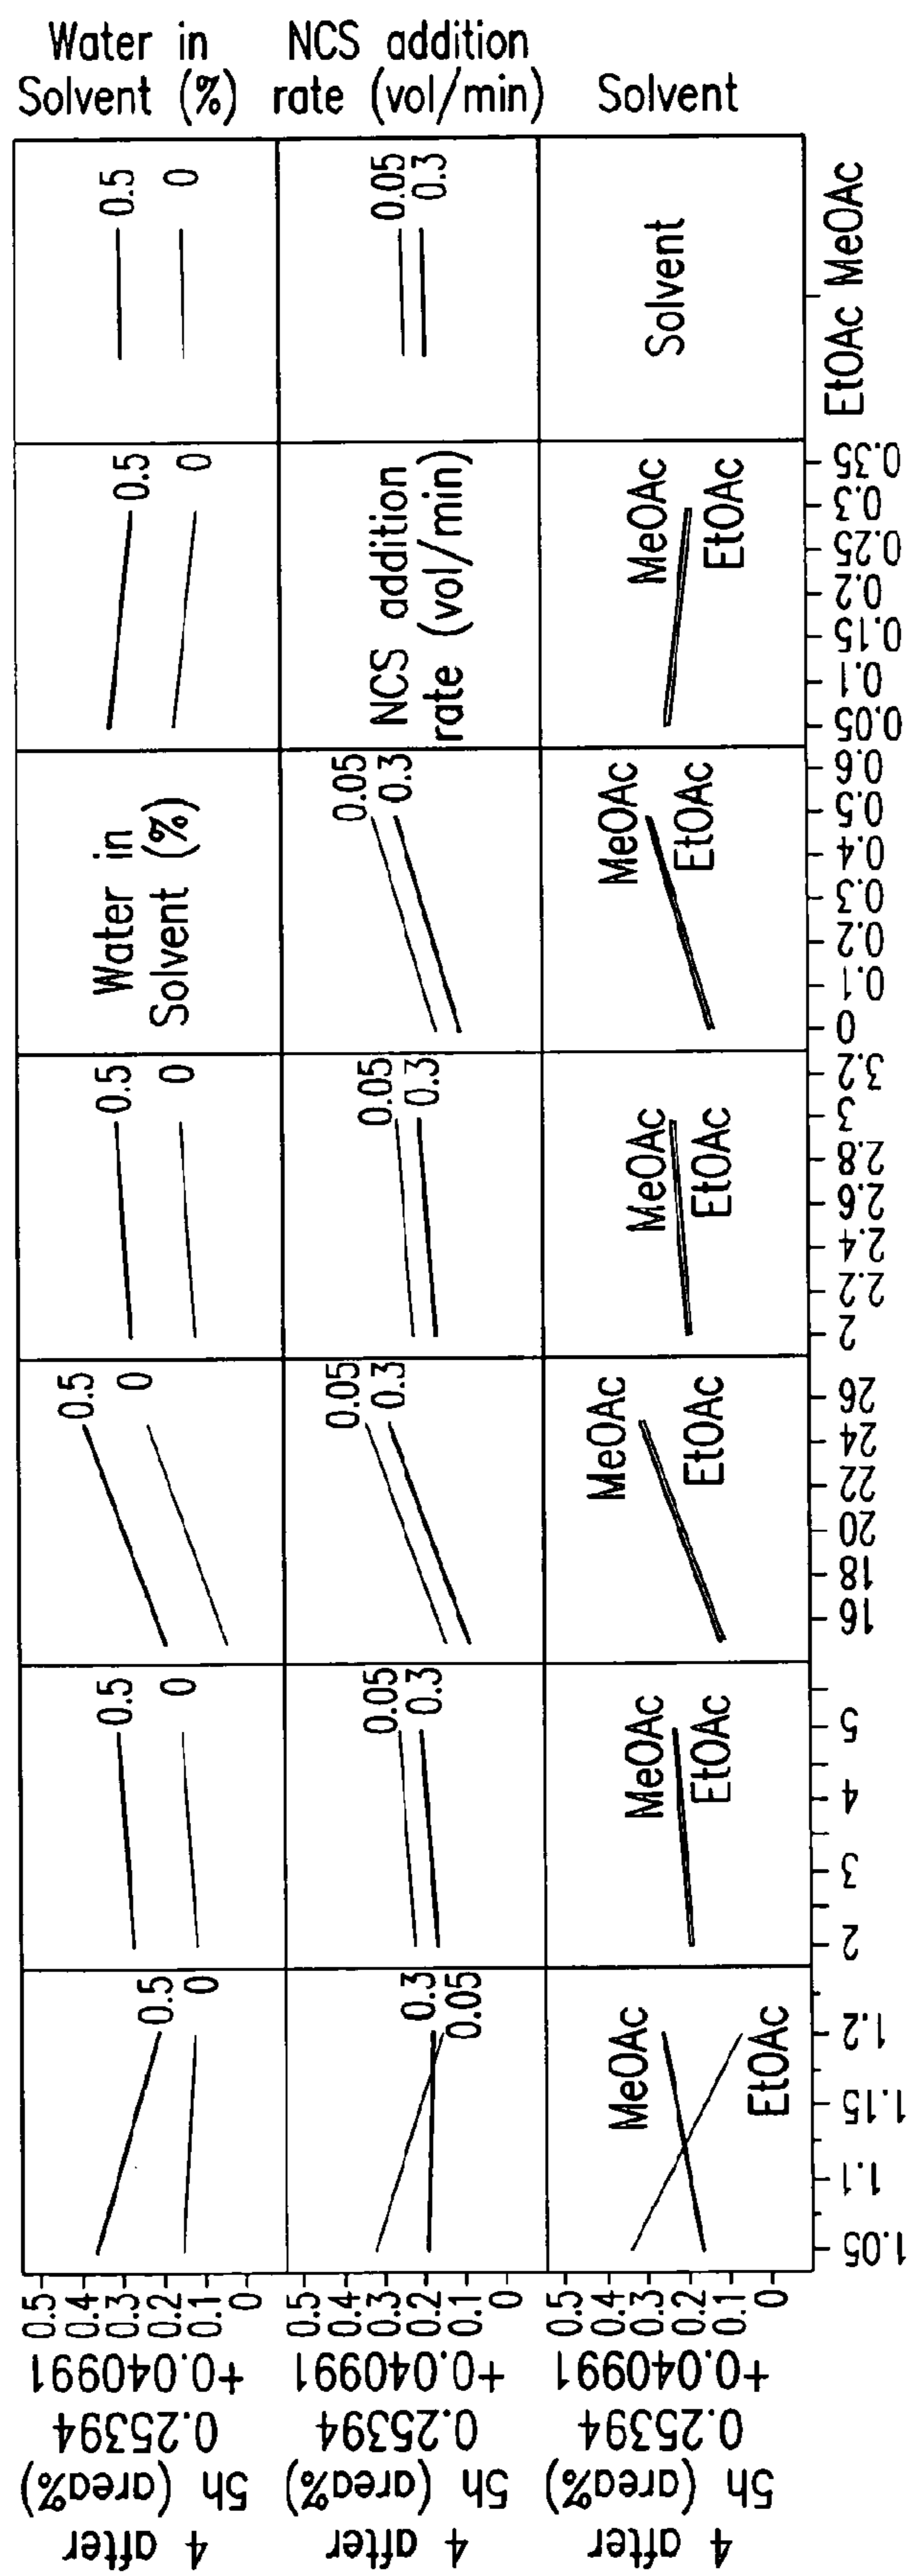 4 after
5h (area%)
0.25394
+0.040991
0.5
0.4
0.3
0.2
0.1
0
0.5
0
0.5
0
0.5
0
0.5
0
Water in
Solvent (%)
0.5
0
0.5
0
Water in
Solvent (%)
4 after
5h (area%)
0.25394
+0.040991
0.5
0.4
0.3
0.2
0.1
0
0.3
0.05
0.05
0.3
0.05
0.3
0.05
0.3
0.05
0.3
NCS addition
rate (vol/min)
0.05
0.3
NCS addition
rate (vol/min)
4 after
5h (area%)
0.25394
+0.040991
0.5
0.4
0.3
0.2
0.1
0
MeOAc
EtOAc
MeOAc
EtOAc
MeOAc
EtOAc
MeOAc
EtOAc
MeOAc
EtOAc
MeOAc
EtOAc
Solvent
Solvent
1.05 1.1 1.15 1.2
2 3 4 5
16 18 20 22 24 26
2 2.2 2.4 2.6 2.8 3 3.2
0 0.1 0.2 0.3 0.4 0.5 0.6
0.05 0.1 0.15 0.2 0.25 0.3 0.35
EtOAc MeOAc